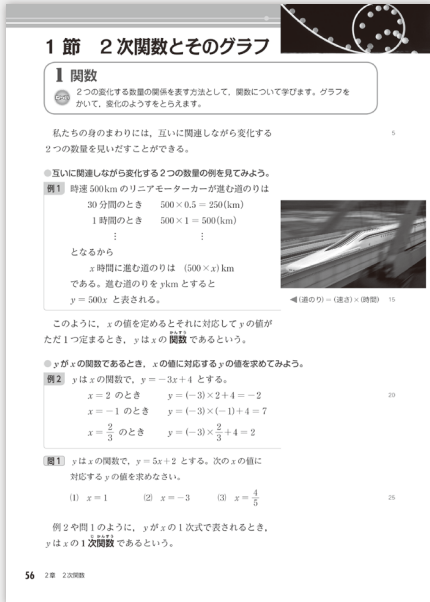 1節 2次関数とそのグラフ
1 関数
2つの変化する数量の関係を表す方法として，関数について学びます。グラフを
かいて，変化のようすをとらえます。
私たちの身のまわりには，互いに関連しながら変化する
5
2つの数量を見いだすことができる。
●互いに関連しながら変化する2つの数量の例を見てみよう。
例1 時速500kmのリニアモーターカーが進む道のりは
30分間のとき 500×0.5＝250(km)
1時間のとき 500×1＝500(km)
⋮ ⋮
となるから
x時間に進む道のりは (500×x)km
である。進む道のりをykmとすると
y＝500x と表される。
◀(道のり)＝(速さ)×(時間) 15
このように，xの値を定めるとそれに対応してyの値が
かんすう
ただ1つ定まるとき，yはxの関数であるという。
●yがxの関数であるとき，xの値に対応するyの値を求めてみよう。
例2 yはxの関数で，y＝−3x＋4 とする。
x＝2 のとき y＝(−3)×2＋4＝−2
20
x＝−1 のとき y＝(−3)×(−1)＋4＝7
x＝2/3 のとき y＝(−3)×2/3＋4＝2
問1 yはxの関数で，y＝5x＋2 とする。次のxの値に
対応するyの値を求めなさい。
(1) x＝1 (2) x＝−3 (3) x＝4/5
25
例2や問1のように，yがxの1次式で表されるとき，
じ かんすう
yはxの1次関数であるという。
56 2章 2次関数